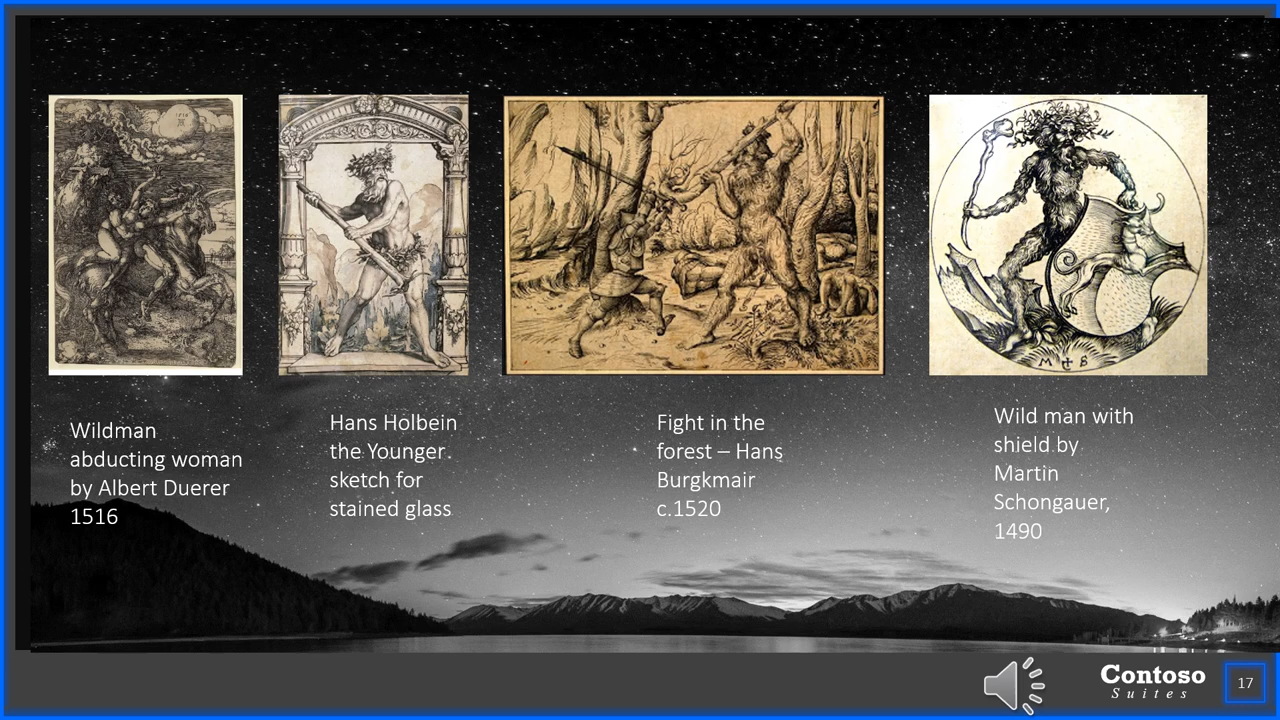 Wildman
abducting woman
by Albert Duerer
1516
Hans Holbein
the Younger
sketch for
stained glass
Fight in the
forest – Hans
Burgkmair
c.1520
Wild man with
shield by
Martin
Schongauer,
1490
M B
Contoso
Suites
17